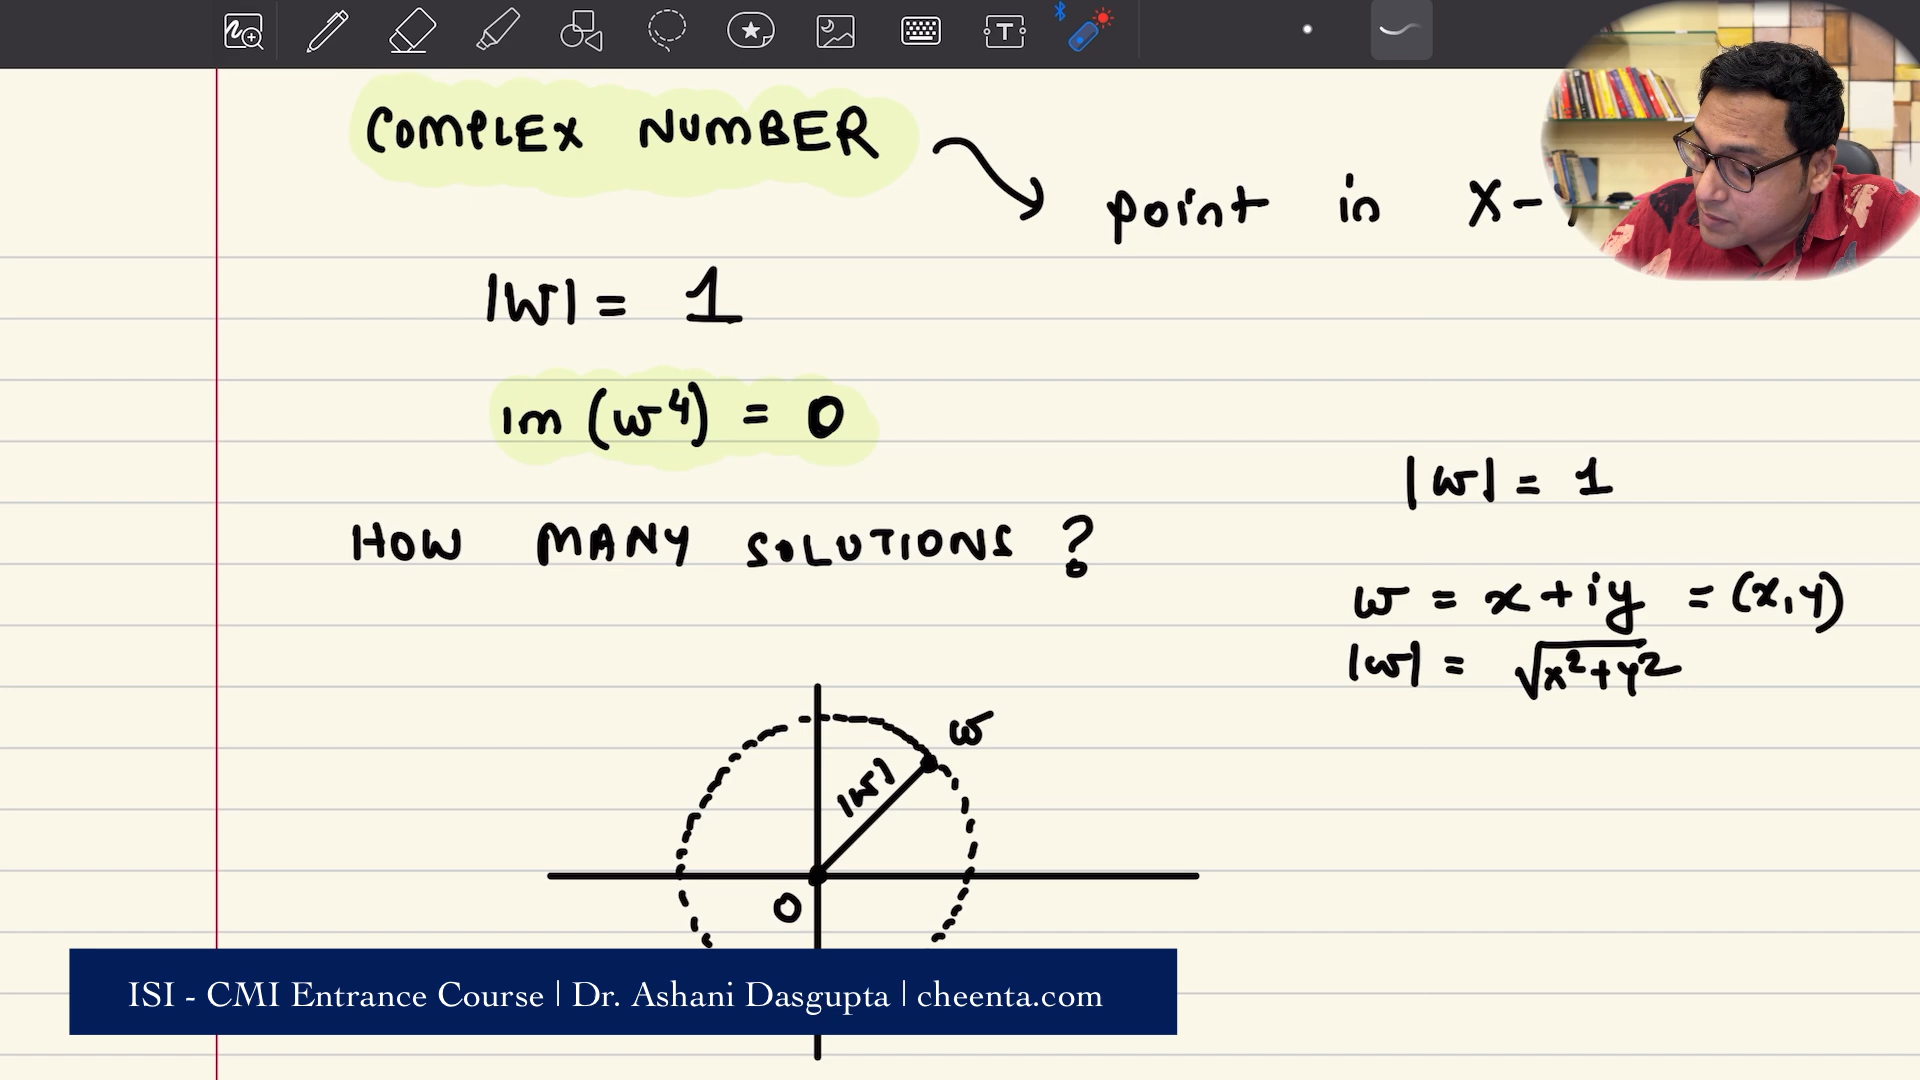 COMPLEX NUMBER
point in X-
|W| = 1
im (w⁴) = 0
HOW MANY SOLUTIONS ?
|w| = 1
w = x + iy = (x,y)
|w| = √x²+y²
w
|w|
O
ISI - CMI Entrance Course | Dr. Ashani Dasgupta | cheenta.com
T